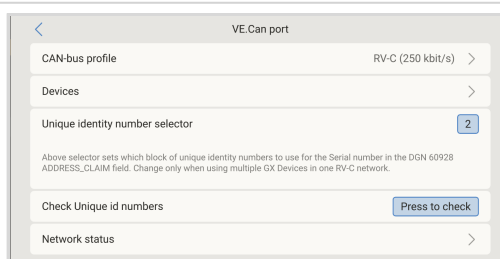 VE.Can port
CAN-bus profile RV-C (250 kbit/s)
Devices
Unique identity number selector 2
Above selector sets which block of unique identity numbers to use for the Serial number in the DGN 60928
ADDRESS_CLAIM field. Change only when using multiple GX Devices in one RV-C network.
Check Unique id numbers Press to check
Network status